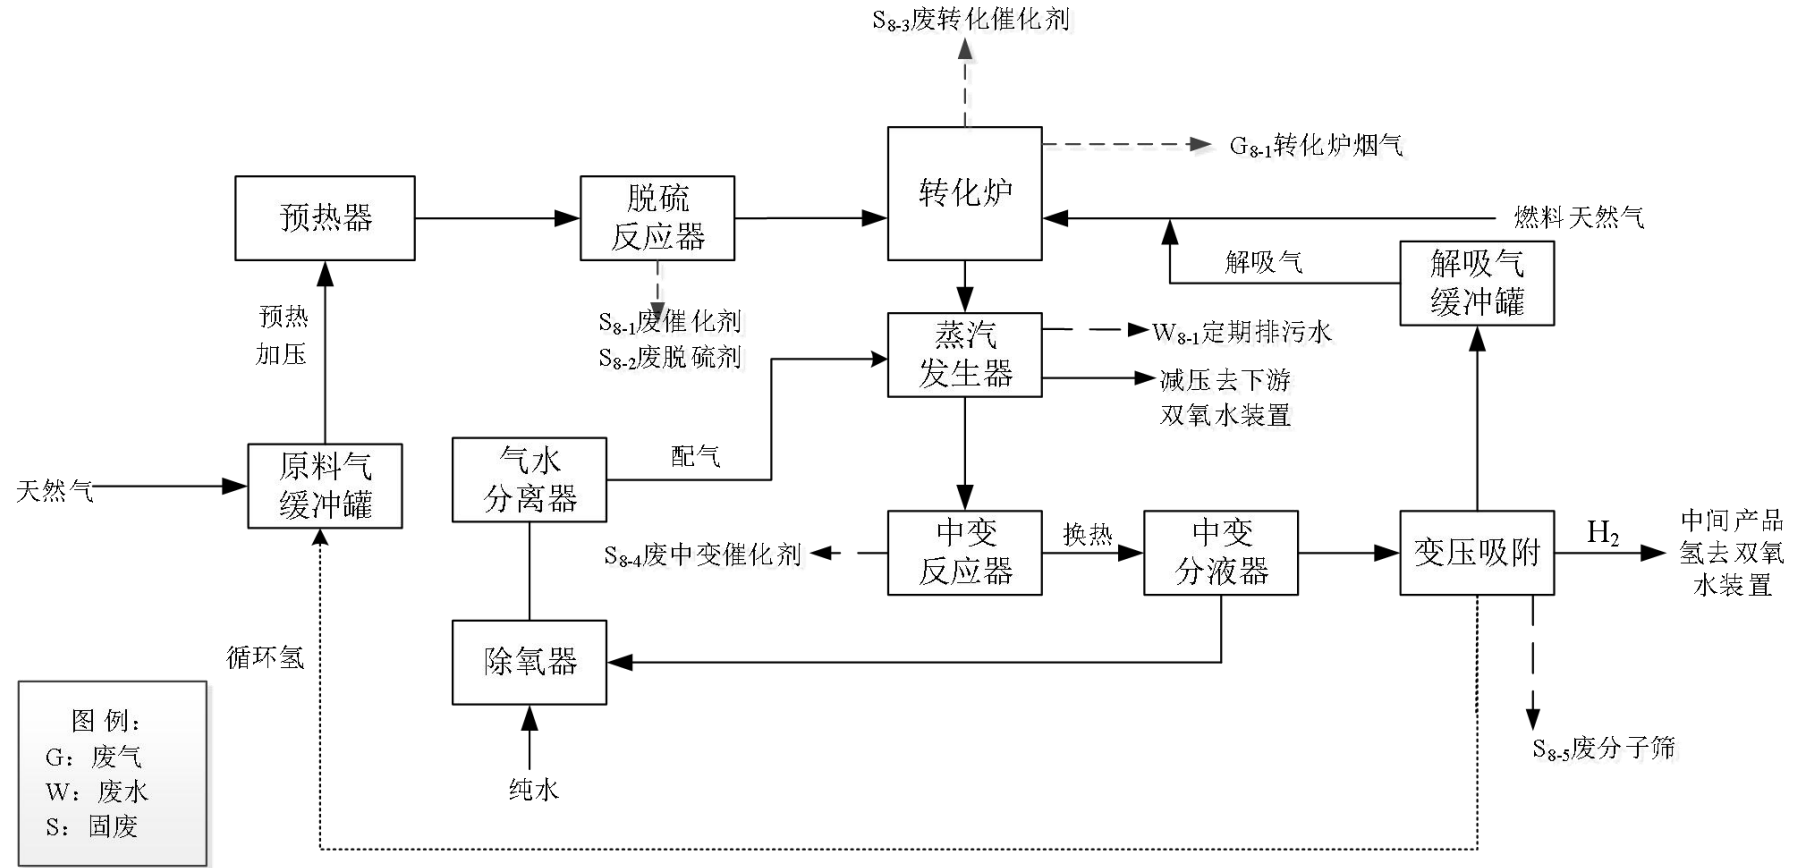 S8-3废转化催化剂
G8-1转化炉烟气
转化炉
预热器
脱硫
反应器
燃料天然气
解吸气
解吸气
缓冲罐
预热
加压
S8-1废催化剂
S8-2废脱硫剂
蒸汽
发生器
W8-1定期排污水
减压去下游
双氧水装置
天然气
原料气
缓冲罐
气水
分离器
配气
S8-4废中变催化剂
中变
反应器
换热
中变
分液器
变压吸附
H2
中间产品
氢去双氧
水装置
循环氢
除氧器
纯水
S8-5废分子筛
图例：
G：废气
W：废水
S：固废